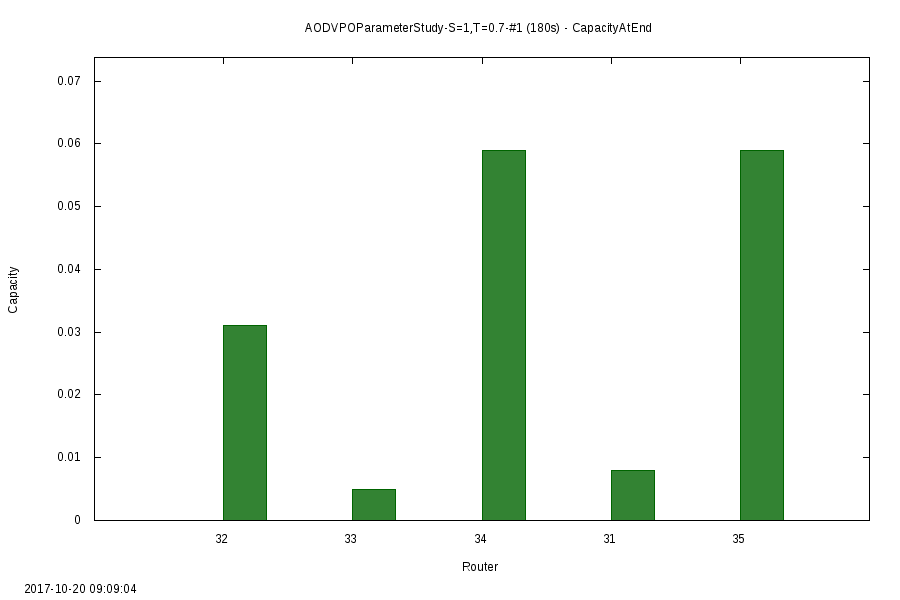 AODVPOParameterStudy-S=1,T=0.7-#1 (180s) - CapacityAtEnd
0.07
0.06
0.05
0.04
0.03
0.02
0.01
0
Capacity
32 33 34 31 35
Router
2017-10-20 09:09:04